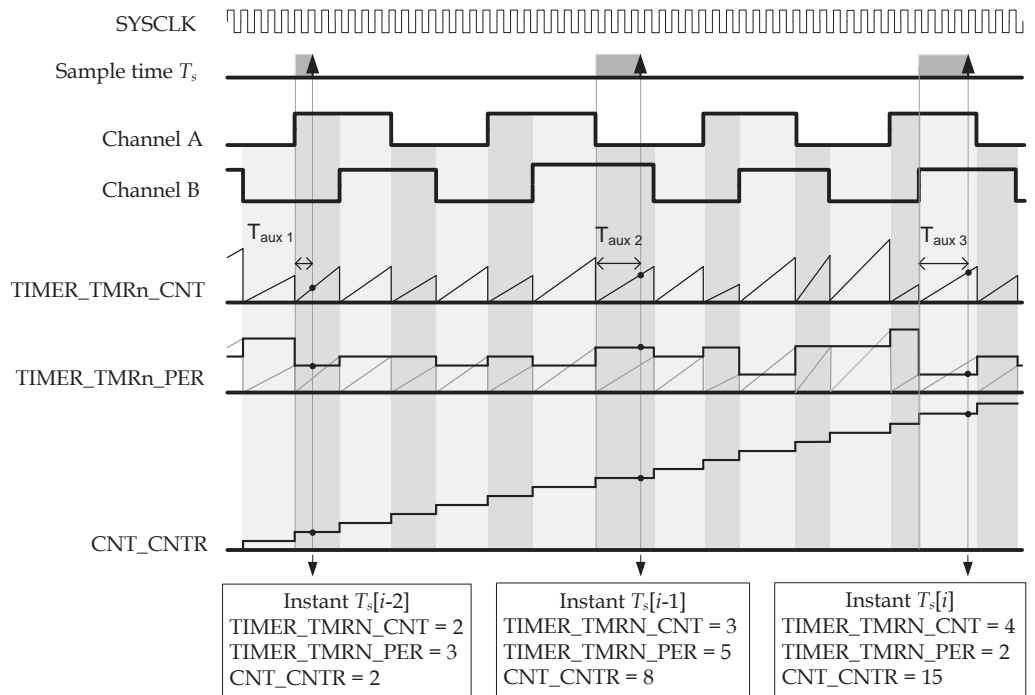 SYSCLK
Sample time Ts
Channel A
Channel B
Taux 1
Taux 2
Taux 3
TIMER_TMRn_CNT
TIMER_TMRn_PER
CNT_CNTR
Instant Ts[i-2]
TIMER_TMRN_CNT = 2
TIMER_TMRN_PER = 3
CNT_CNTR = 2
Instant Ts[i-1]
TIMER_TMRN_CNT = 3
TIMER_TMRN_PER = 5
CNT_CNTR = 8
Instant Ts[i]
TIMER_TMRN_CNT = 4
TIMER_TMRN_PER = 2
CNT_CNTR = 15